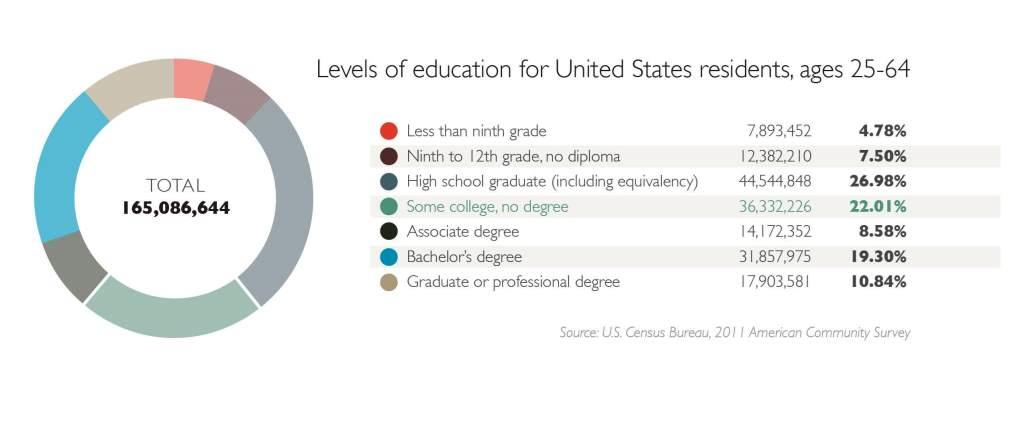 Levels of education for United States residents, ages 25-64
TOTAL
165,086,644
Less than ninth grade 7,893,452 4.78%
Ninth to 12th grade, no diploma 12,382,210 7.50%
High school graduate (including equivalency) 44,544,848 26.98%
Some college, no degree 36,332,226 22.01%
Associate degree 14,172,352 8.58%
Bachelor's degree 31,857,975 19.30%
Graduate or professional degree 17,903,581 10.84%
Source: U.S. Census Bureau, 2011 American Community Survey